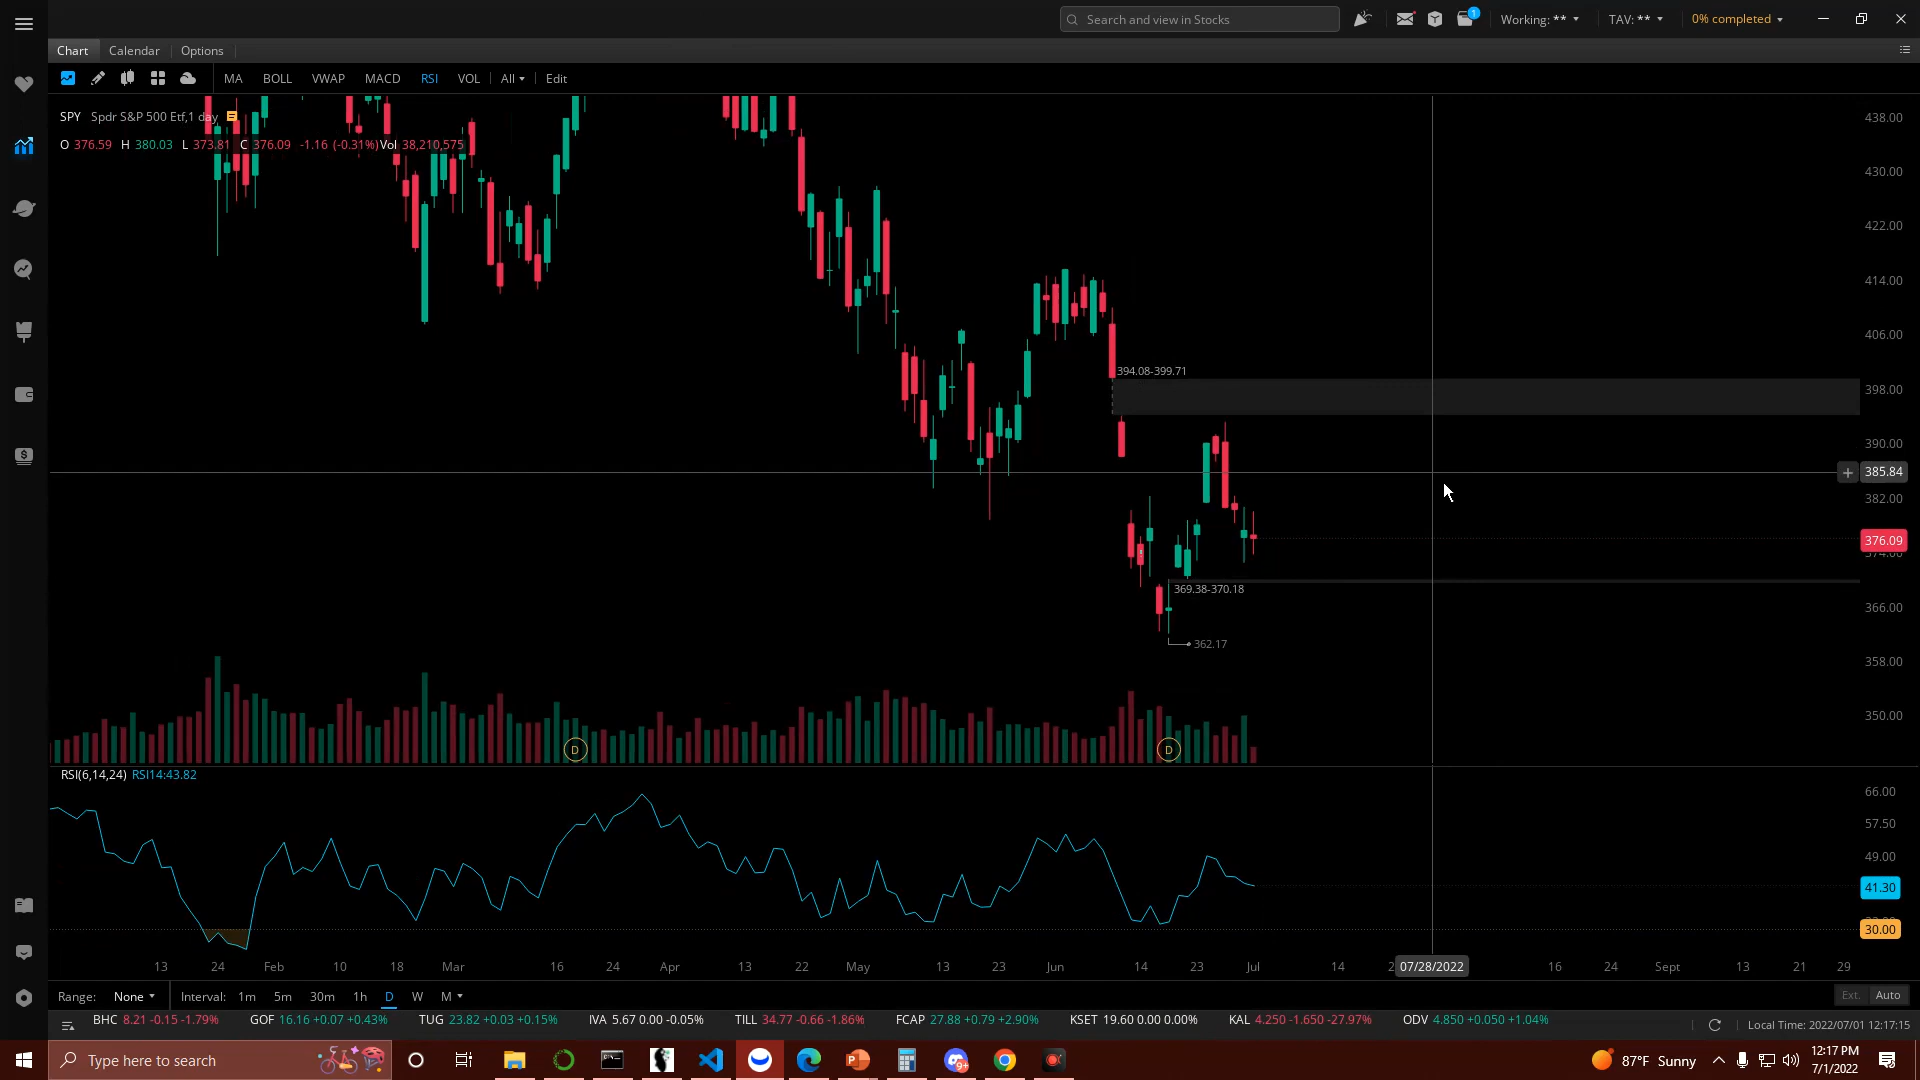 Search and view in Stocks
1
Working: **
TAV: **
0% completed
Chart
Calendar
Options
MA
BOLL
VWAP
MACD
RSI
VOL
All
Edit
SPY Spdr S&P 500 Etf,1 day
O 376.59 H 380.03 L 373.81 C 376.09 -1.16 (-0.31%)Vol 38,210,575
438.00
430.00
422.00
414.00
406.00
398.00
390.00
385.84
382.00
376.09
374.00
366.00
358.00
350.00
394.08-399.71
369.38-370.18
362.17
D
D
RSI(6,14,24) RSI14:43.82
66.00
57.50
49.00
41.30
30.00
13 24 Feb 10 18 Mar 16 24 Apr 13 22 May 13 23 Jun 14 23 Jul 14 07/28/2022 16 24 Sept 13 21 29
Range: None Interval: 1m 5m 30m 1h D W M
Ext. Auto
BHC 8.21 -0.15 -1.79% GOF 16.16 +0.07 +0.43% TUG 23.82 +0.03 +0.15% IVA 5.67 0.00 -0.05% TILL 34.77 -0.66 -1.86% FCAP 27.88 +0.79 +2.90% KSET 19.60 0.00 0.00% KAL 4.250 -1.650 -27.97% ODV 4.850 +0.050 +1.04%
Local Time: 2022/07/01 12:17:15
Type here to search
9+
87°F Sunny
12:17 PM
7/1/2022